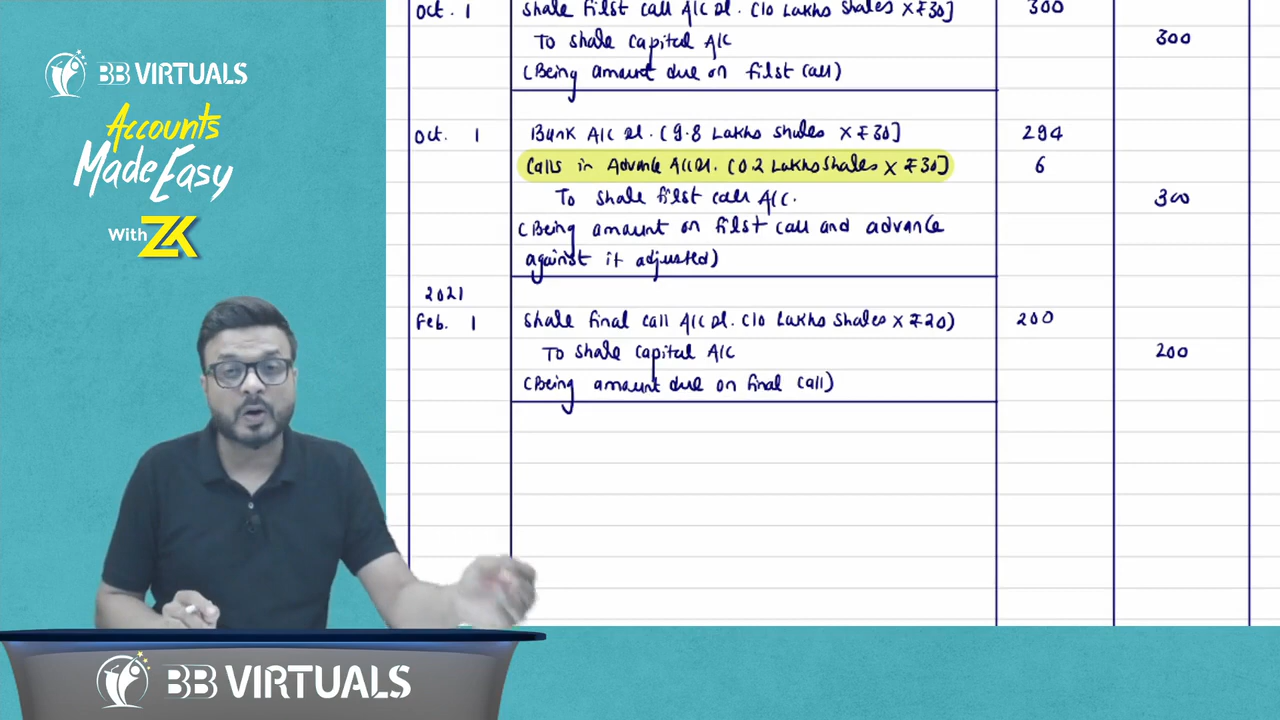 BB VIRTUALS
Accounts
Made Easy
With ZK
Oct. 1 Share first call A/c Dr. [10 Lakhs shares × ₹30] 300
To share capital A/c 300
(Being amount due on first call)
Oct. 1 Bank A/c Dr. [9.8 Lakhs shares × ₹30] 294
Calls in Advance A/c Dr. [0.2 Lakhs shares × ₹30] 6
To share first call A/c. 300
(Being amount on first call and advance
against it adjusted)
2021
Feb. 1 Share final call A/c Dr. [10 Lakhs shares × ₹20) 200
To share capital A/c 200
(Being amount due on final call)
BB VIRTUALS